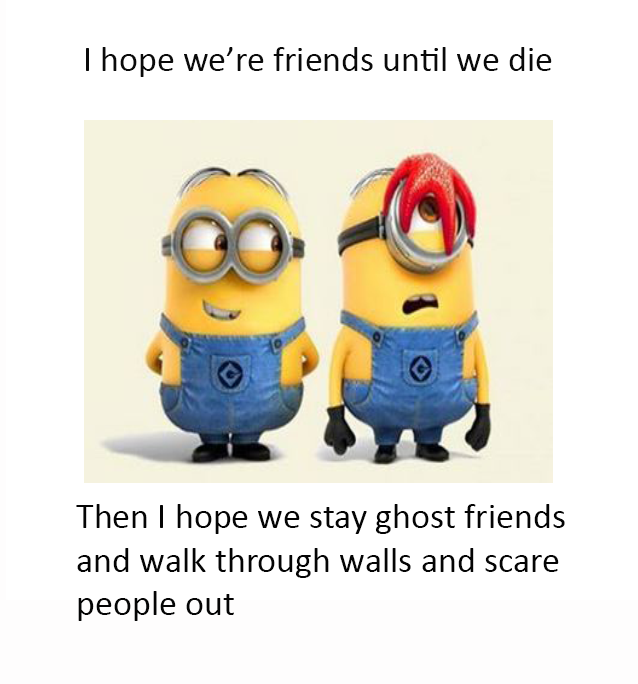 I hope we’re friends until we die
Then I hope we stay ghost friends
and walk through walls and scare
people out